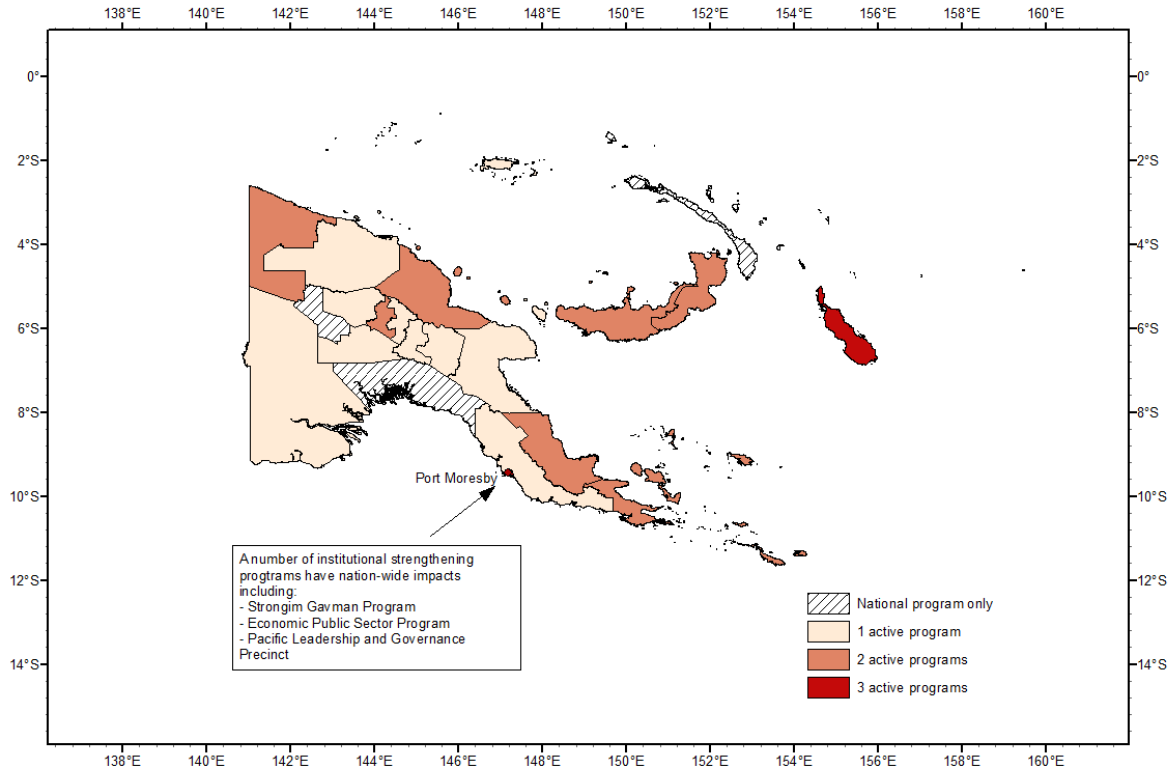 138°E 140°E 142°E 144°E 146°E 148°E 150°E 152°E 154°E 156°E 158°E 160°E
0° 0°
2°S 2°S
4°S 4°S
6°S 6°S
8°S 8°S
Port Moresby
10°S 10°S
A number of institutional strengthening
progtrams have nation-wide impacts
including:
- Strongim Gavman Program
- Economic Public Sector Program
- Pacific Leadership and Governance
Precinct
12°S 12°S
National program only
1 active program
2 active programs
3 active programs
14°S 14°S
138°E 140°E 142°E 144°E 146°E 148°E 150°E 152°E 154°E 156°E 158°E 160°E